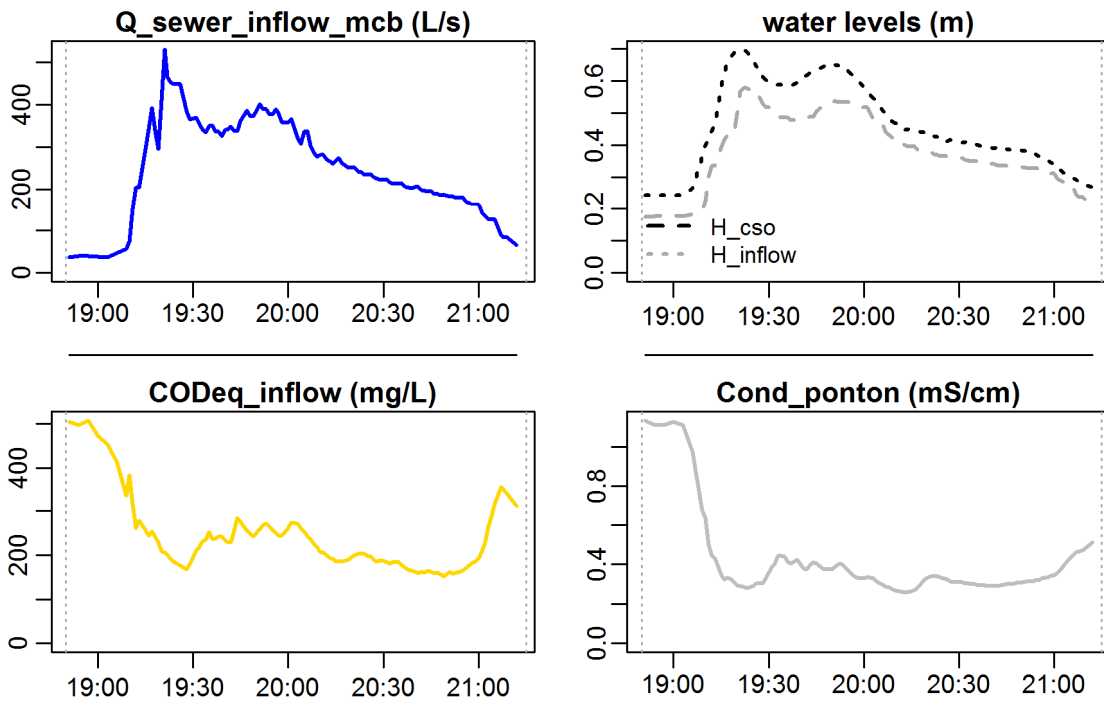 Q_sewer_inflow_mcb (L/s)
0 200 400
19:00 19:30 20:00 20:30 21:00
water levels (m)
0.0 0.2 0.4 0.6
H_cso
H_inflow
19:00 19:30 20:00 20:30 21:00
CODeq_inflow (mg/L)
0 200 400
19:00 19:30 20:00 20:30 21:00
Cond_ponton (mS/cm)
0.0 0.4 0.8
19:00 19:30 20:00 20:30 21:00